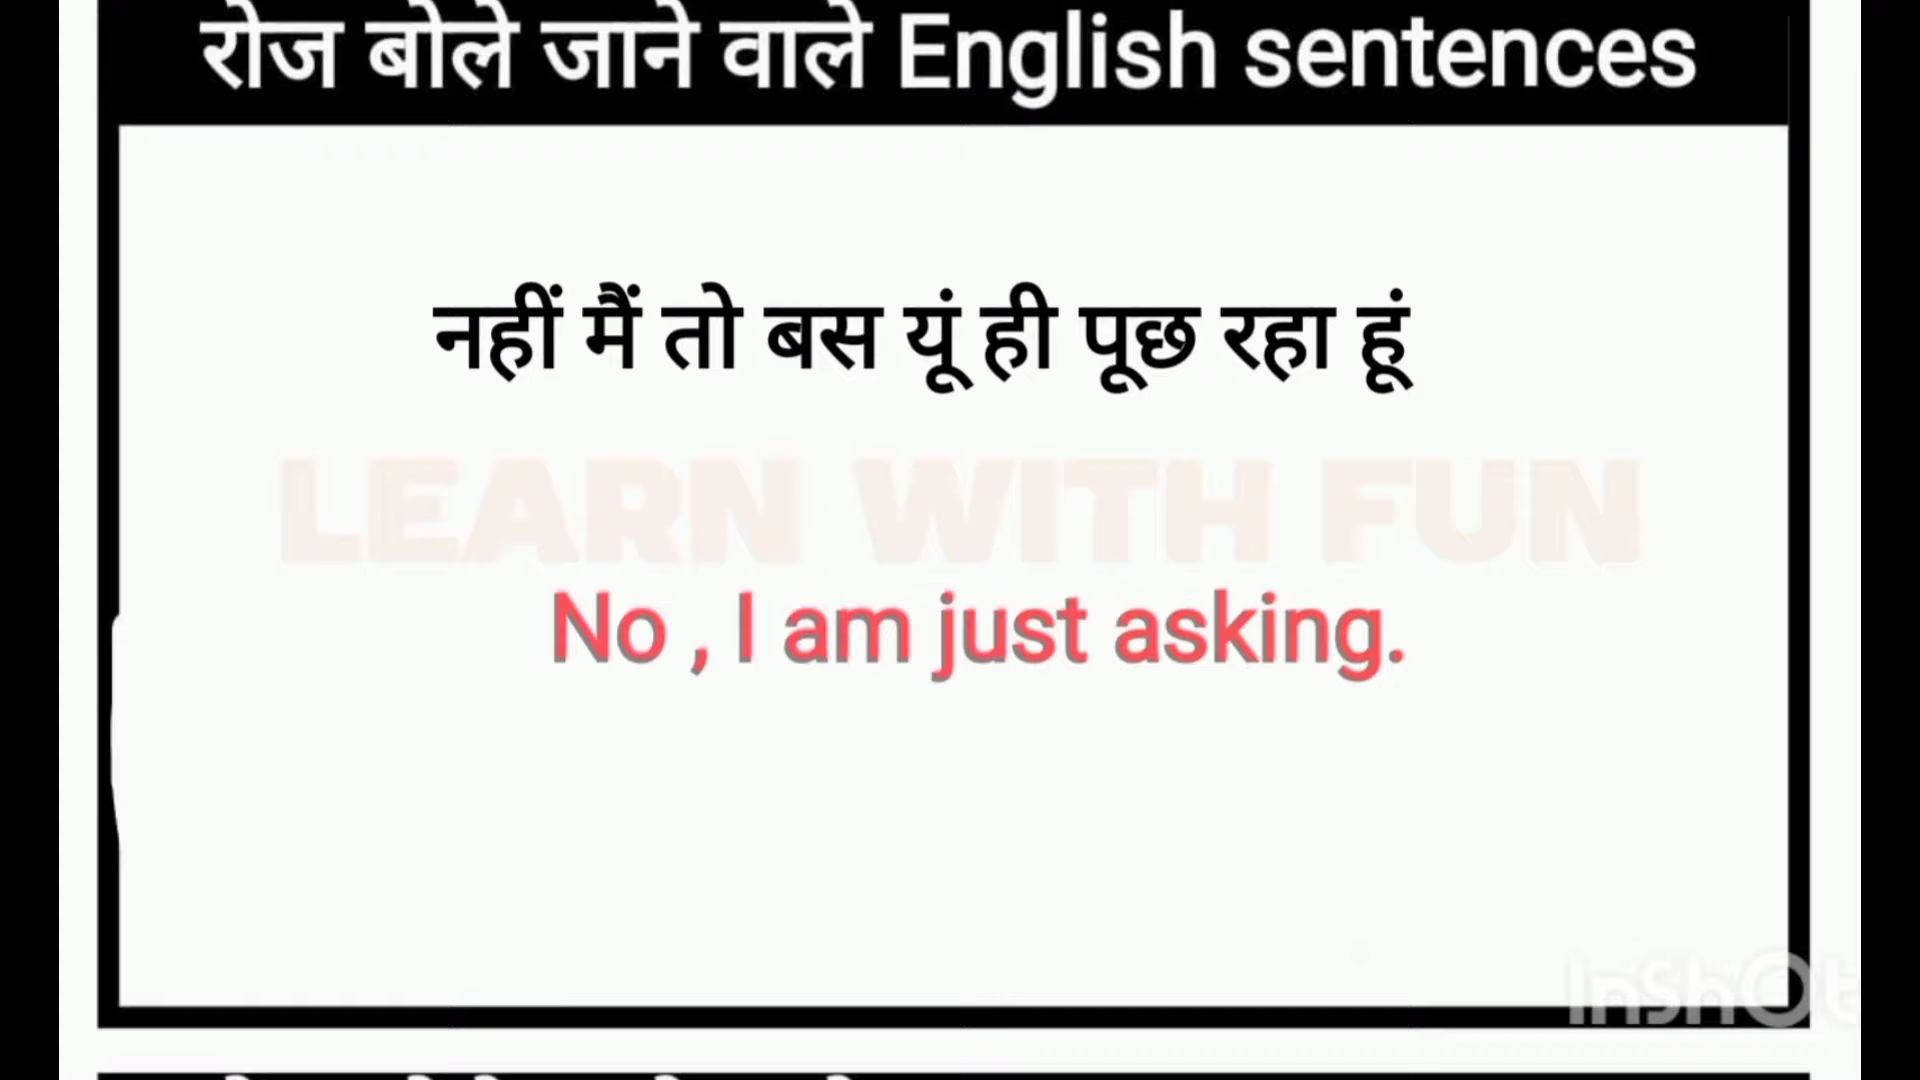 रोज बोले जाने वाले English sentences
नहीं मैं तो बस यूं ही पूछ रहा हूं
LEARN WITH FUN
No , I am just asking.
InShOt